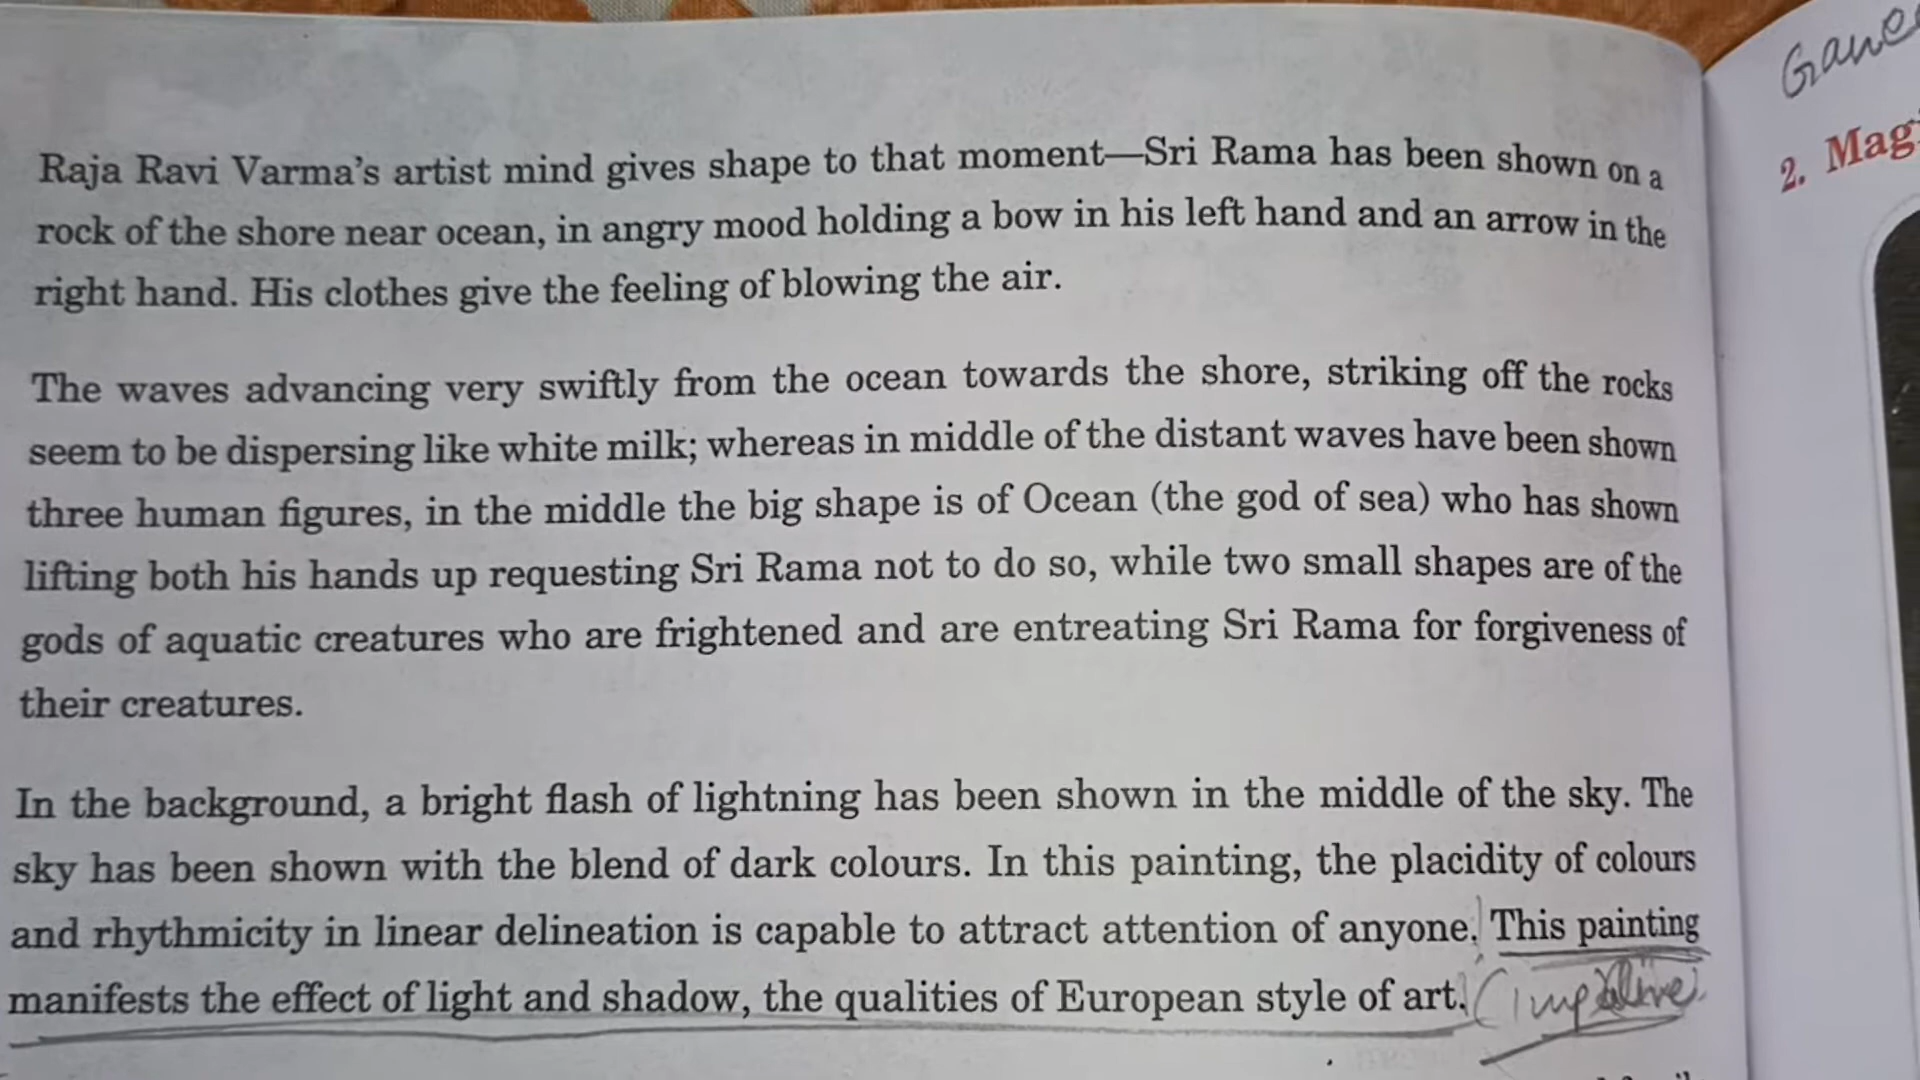 Raja Ravi Varma's artist mind gives shape to that moment—Sri Rama has been shown on a
rock of the shore near ocean, in angry mood holding a bow in his left hand and an arrow in the
right hand. His clothes give the feeling of blowing the air.
The waves advancing very swiftly from the ocean towards the shore, striking off the rocks
seem to be dispersing like white milk; whereas in middle of the distant waves have been shown
three human figures, in the middle the big shape is of Ocean (the god of sea) who has shown
lifting both his hands up requesting Sri Rama not to do so, while two small shapes are of the
gods of aquatic creatures who are frightened and are entreating Sri Rama for forgiveness of
their creatures.
In the background, a bright flash of lightning has been shown in the middle of the sky. The
sky has been shown with the blend of dark colours. In this painting, the placidity of colours
and rhythmicity in linear delineation is capable to attract attention of anyone. This painting
manifests the effect of light and shadow, the qualities of European style of art.
2.